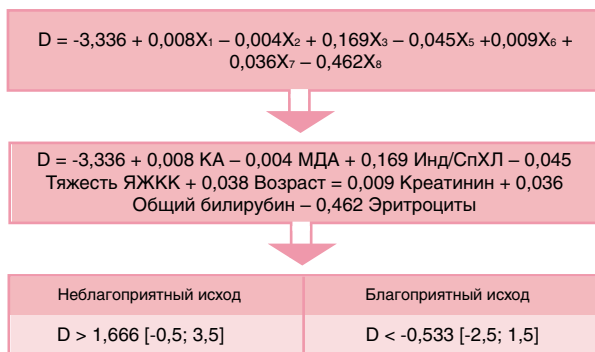 D = -3,336 + 0,008X₁ – 0,004X₂ + 0,169X₃ – 0,045X₅ +0,009X₆ +
0,036X₇ – 0,462X₈
D = -3,336 + 0,008 КА – 0,004 МДА + 0,169 Инд/СпХЛ – 0,045
Тяжесть ЯЖКК + 0,038 Возраст = 0,009 Креатинин + 0,036
Общий билирубин – 0,462 Эритроциты
Неблагоприятный исход
Благоприятный исход
D > 1,666 [-0,5; 3,5]
D < -0,533 [-2,5; 1,5]